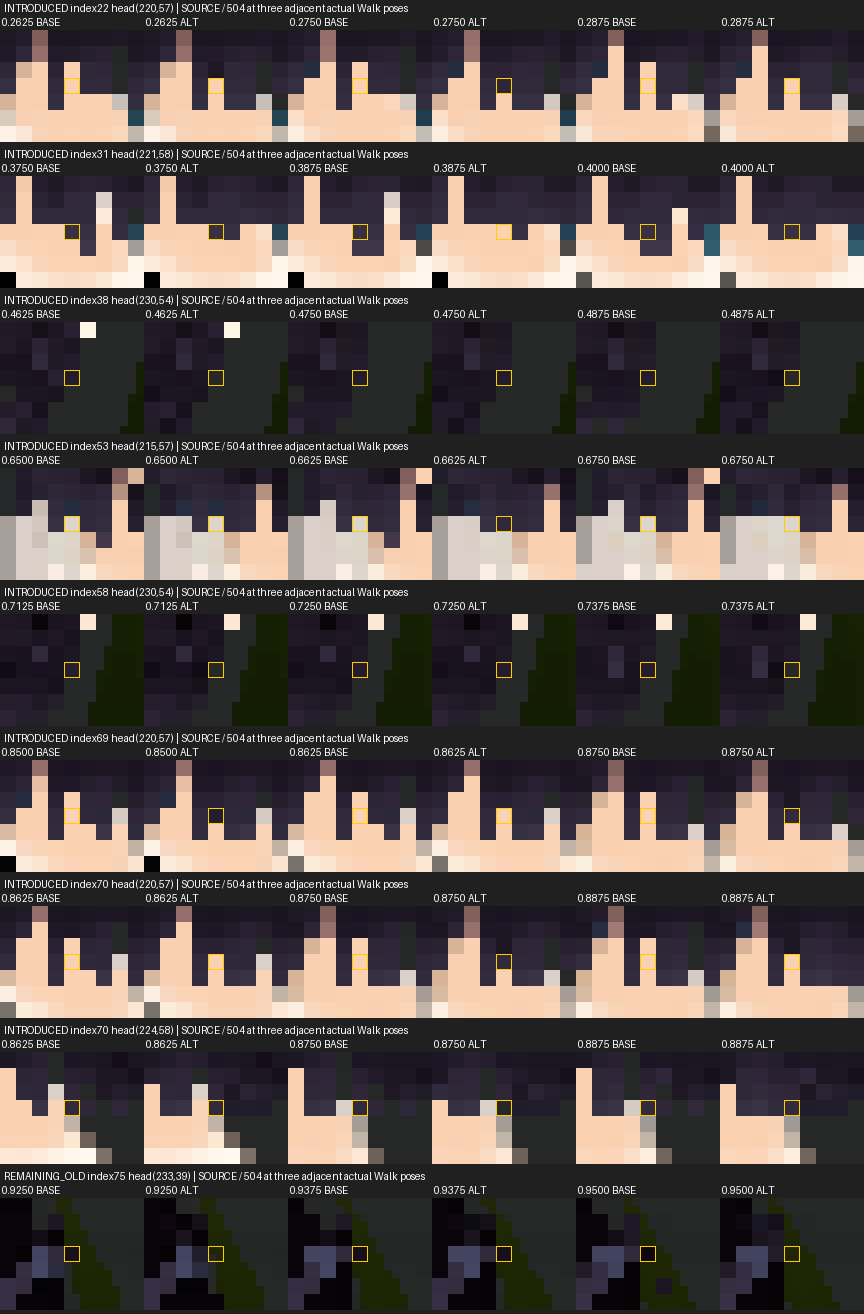 INTRODUCED index22 head(220,57) | SOURCE / 504 at three adjacent actual Walk poses
0.2625 BASE 0.2625 ALT 0.2750 BASE 0.2750 ALT 0.2875 BASE 0.2875 ALT
INTRODUCED index31 head(221,58) | SOURCE / 504 at three adjacent actual Walk poses
0.3750 BASE 0.3750 ALT 0.3875 BASE 0.3875 ALT 0.4000 BASE 0.4000 ALT
INTRODUCED index38 head(230,54) | SOURCE / 504 at three adjacent actual Walk poses
0.4625 BASE 0.4625 ALT 0.4750 BASE 0.4750 ALT 0.4875 BASE 0.4875 ALT
INTRODUCED index53 head(215,57) | SOURCE / 504 at three adjacent actual Walk poses
0.6500 BASE 0.6500 ALT 0.6625 BASE 0.6625 ALT 0.6750 BASE 0.6750 ALT
INTRODUCED index58 head(230,54) | SOURCE / 504 at three adjacent actual Walk poses
0.7125 BASE 0.7125 ALT 0.7250 BASE 0.7250 ALT 0.7375 BASE 0.7375 ALT
INTRODUCED index69 head(220,57) | SOURCE / 504 at three adjacent actual Walk poses
0.8500 BASE 0.8500 ALT 0.8625 BASE 0.8625 ALT 0.8750 BASE 0.8750 ALT
INTRODUCED index70 head(220,57) | SOURCE / 504 at three adjacent actual Walk poses
0.8625 BASE 0.8625 ALT 0.8750 BASE 0.8750 ALT 0.8875 BASE 0.8875 ALT
INTRODUCED index70 head(224,58) | SOURCE / 504 at three adjacent actual Walk poses
0.8625 BASE 0.8625 ALT 0.8750 BASE 0.8750 ALT 0.8875 BASE 0.8875 ALT
REMAINING_OLD index75 head(233,39) | SOURCE / 504 at three adjacent actual Walk poses
0.9250 BASE 0.9250 ALT 0.9375 BASE 0.9375 ALT 0.9500 BASE 0.9500 ALT